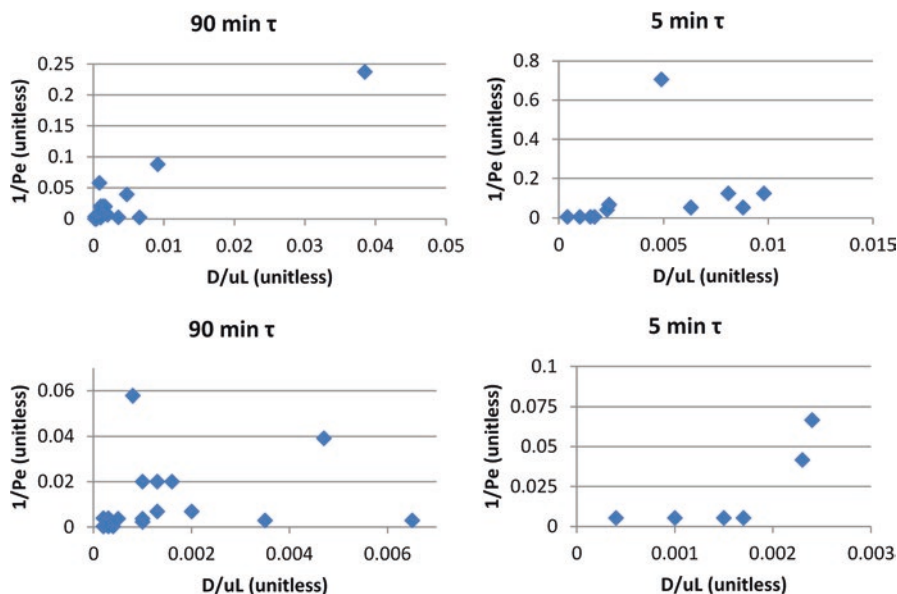 90 min τ
1/Pe (unitless)
0.25
0.2
0.15
0.1
0.05
0
0 0.01 0.02 0.03 0.04 0.05
D/uL (unitless)
5 min τ
1/Pe (unitless)
0.8
0.6
0.4
0.2
0
0 0.005 0.01 0.015
D/uL (unitless)
90 min τ
1/Pe (unitless)
0.06
0.04
0.02
0
0 0.002 0.004 0.006
D/uL (unitless)
5 min τ
1/Pe (unitless)
0.1
0.075
0.05
0.025
0
0 0.001 0.002 0.003
D/uL (unitless)